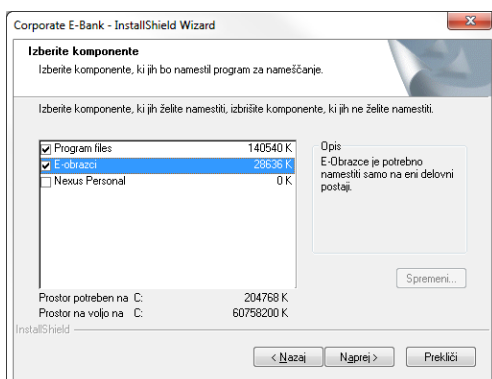 Corporate E-Bank - InstallShield Wizard
Izberite komponente
Izberite komponente, ki jih bo namestil program za nameščanje.
Izberite komponente, ki jih želite namestiti, izbrišite komponente, ki jih ne želite namestiti.
Program files 140540 K
E-obrazci 28636 K
Nexus Personal 0 K
Opis
E-Obrazce je potrebno
namestiti samo na eni delovni
postaji.
Spremeni...
Prostor potreben na C: 204768 K
Prostor na voljo na C: 60758200 K
InstallShield
< Nazaj Naprej > Prekliči